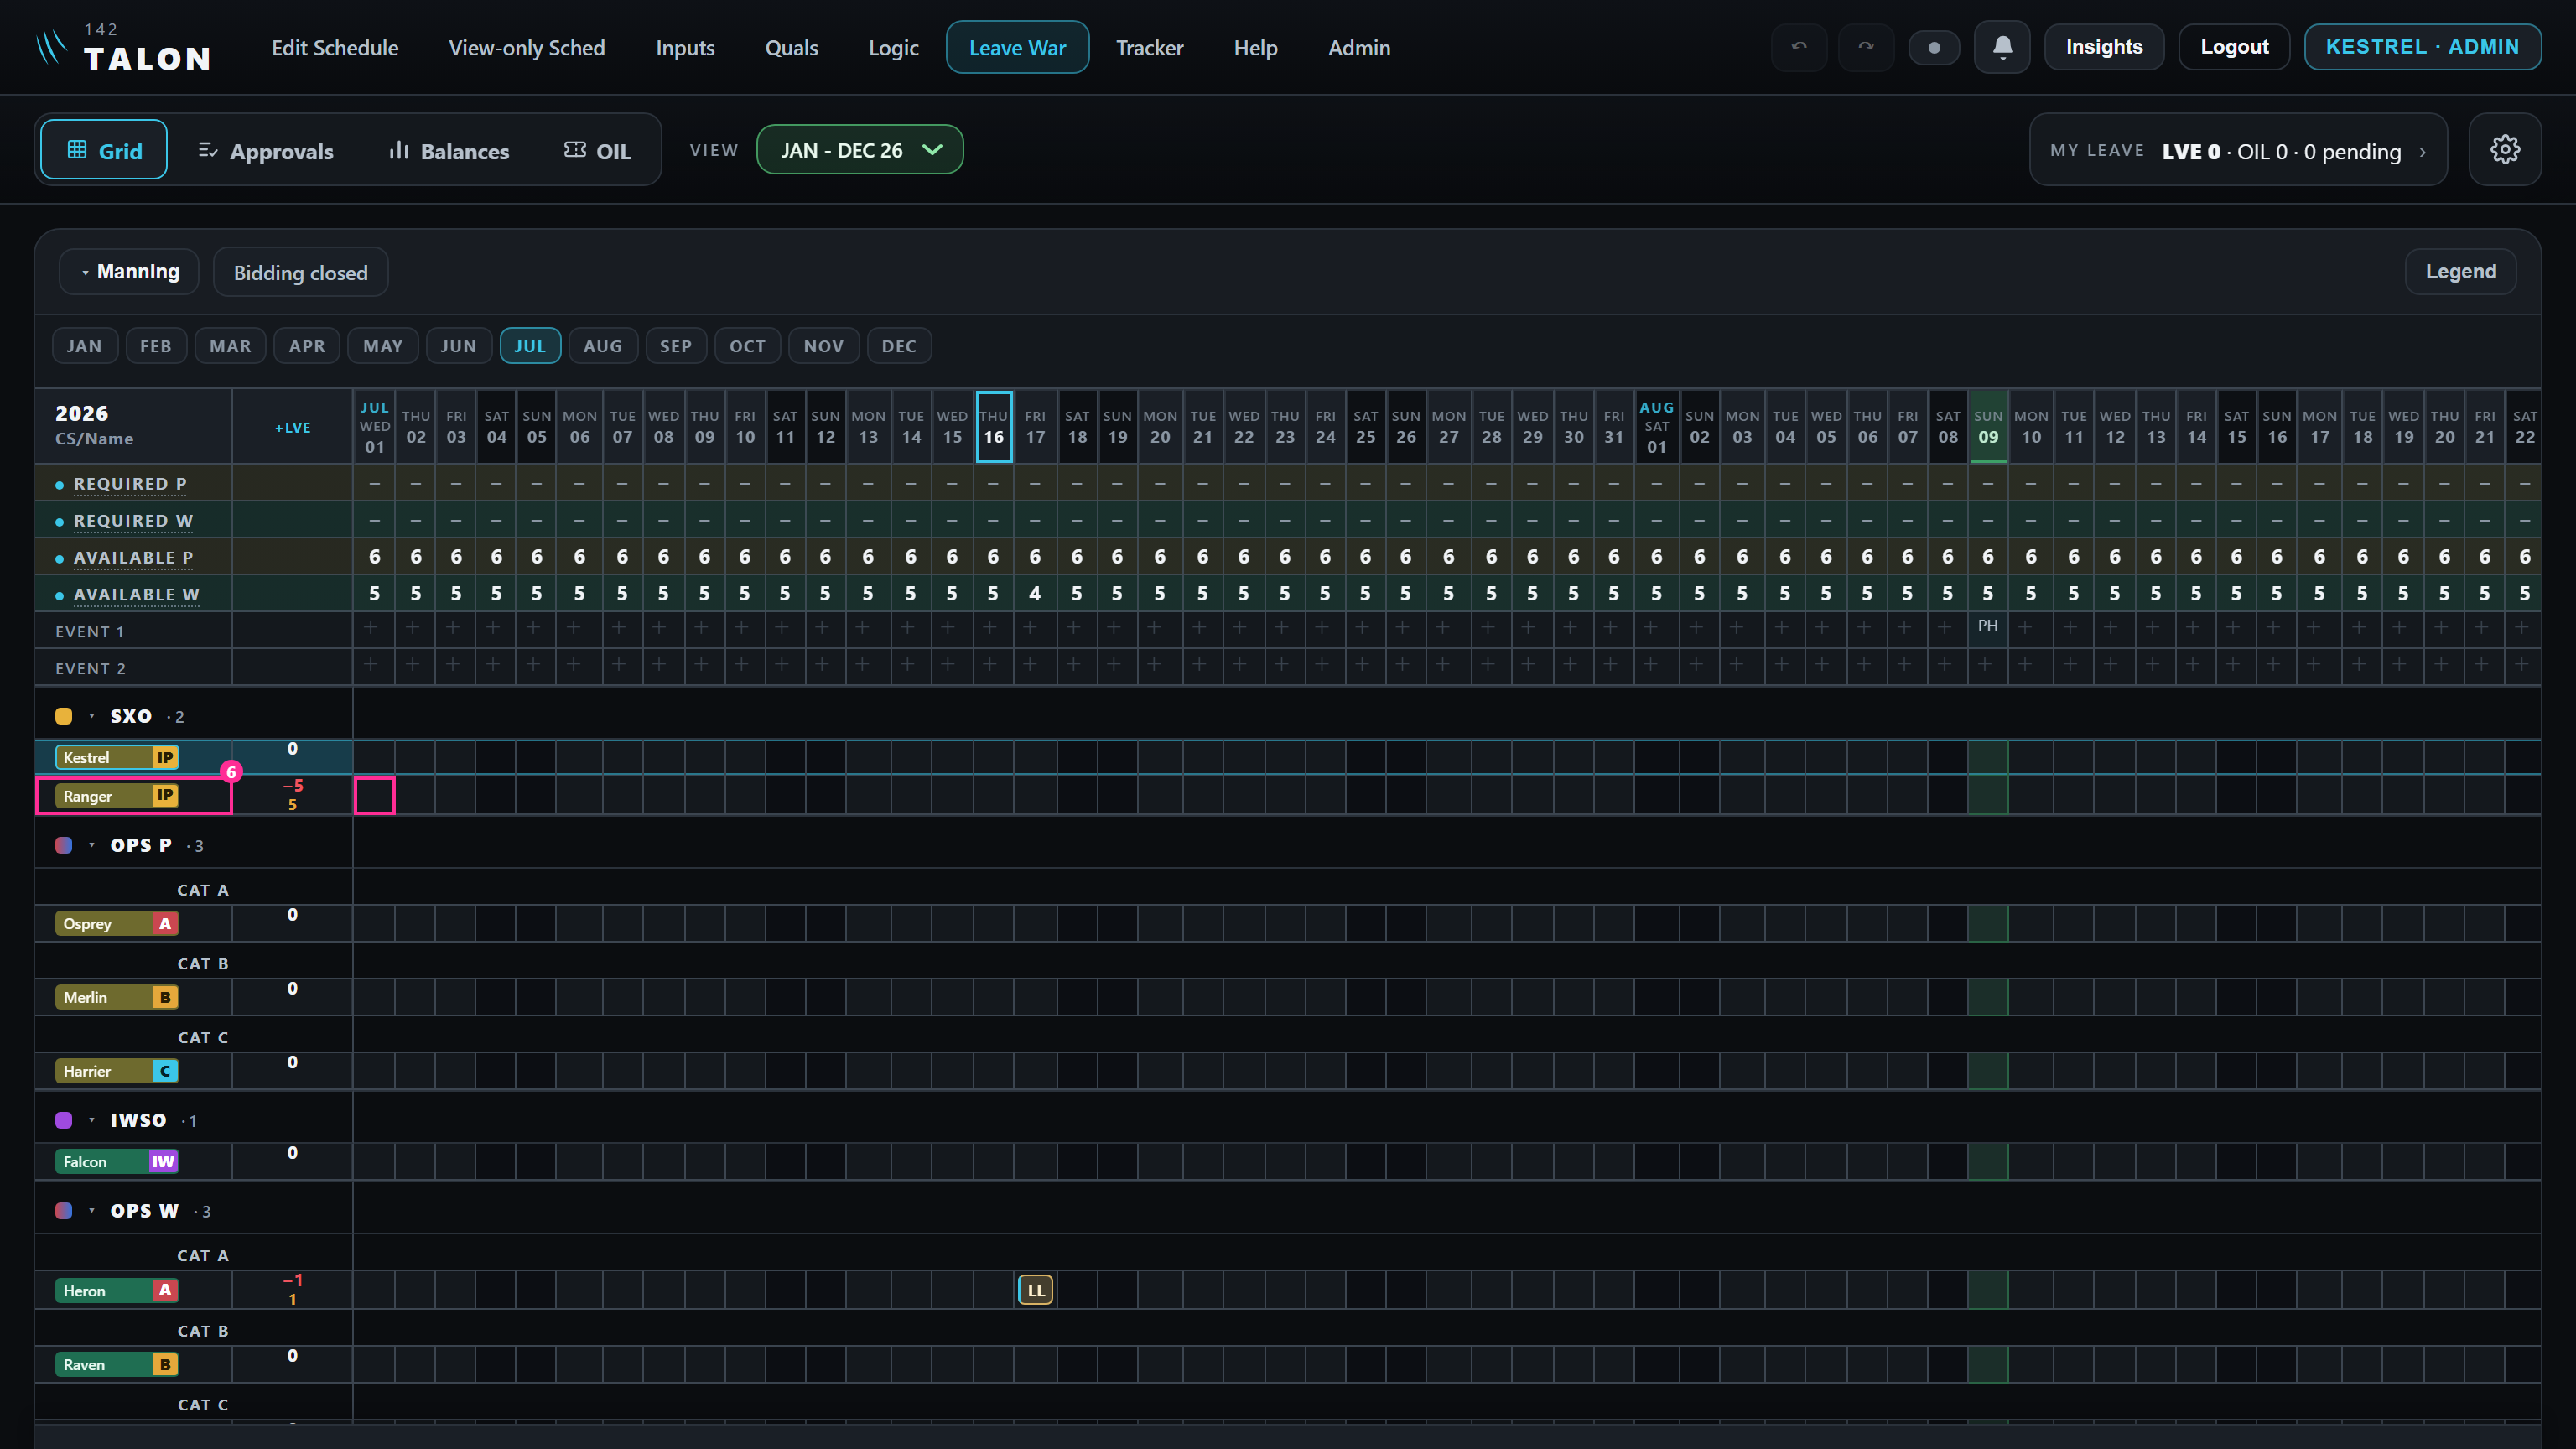 142
TALON
Edit Schedule View-only Sched Inputs Quals Logic Leave War Tracker Help Admin
Insights Logout KESTREL · ADMIN
Grid Approvals Balances OIL VIEW JAN - DEC 26
MY LEAVE LVE 0 · OIL 0 · 0 pending ›
Manning Bidding closed Legend
JAN FEB MAR APR MAY JUN JUL AUG SEP OCT NOV DEC
2026
CS/Name
+LVE
JUL WED 01 THU 02 FRI 03 SAT 04 SUN 05 MON 06 TUE 07 WED 08 THU 09 FRI 10 SAT 11 SUN 12 MON 13 TUE 14 WED 15 THU 16 FRI 17 SAT 18 SUN 19 MON 20 TUE 21 WED 22 THU 23 FRI 24 SAT 25 SUN 26 MON 27 TUE 28 WED 29 THU 30 FRI 31 AUG SAT 01 SUN 02 MON 03 TUE 04 WED 05 THU 06 FRI 07 SAT 08 SUN 09 MON 10 TUE 11 WED 12 THU 13 FRI 14 SAT 15 SUN 16 MON 17 TUE 18 WED 19 THU 20 FRI 21 SAT 22
REQUIRED P – – – – – – – – – – – – – – – – – – – – – – – – – – – – – – – – – – – – – – – – – – – – – – – – – – – – –
REQUIRED W – – – – – – – – – – – – – – – – – – – – – – – – – – – – – – – – – – – – – – – – – – – – – – – – – – – – –
AVAILABLE P 6 6 6 6 6 6 6 6 6 6 6 6 6 6 6 6 6 6 6 6 6 6 6 6 6 6 6 6 6 6 6 6 6 6 6 6 6 6 6 6 6 6 6 6 6 6 6 6 6 6 6 6 6
AVAILABLE W 5 5 5 5 5 5 5 5 5 5 5 5 5 5 5 5 4 5 5 5 5 5 5 5 5 5 5 5 5 5 5 5 5 5 5 5 5 5 5 5 5 5 5 5 5 5 5 5 5 5 5 5 5
EVENT 1 + + + + + + + + + + + + + + + + + + + + + + + + + + + + + + + + + + + + + + + PH + + + + + + + + + + + + +
EVENT 2 + + + + + + + + + + + + + + + + + + + + + + + + + + + + + + + + + + + + + + + + + + + + + + + + + + + + +
SXO · 2
Kestrel IP 0
6
Ranger IP −5
5
OPS P · 3
CAT A
Osprey A 0
CAT B
Merlin B 0
CAT C
Harrier C 0
IWSO · 1
Falcon IW 0
OPS W · 3
CAT A
Heron A −1 LL
1
CAT B
Raven B 0
CAT C